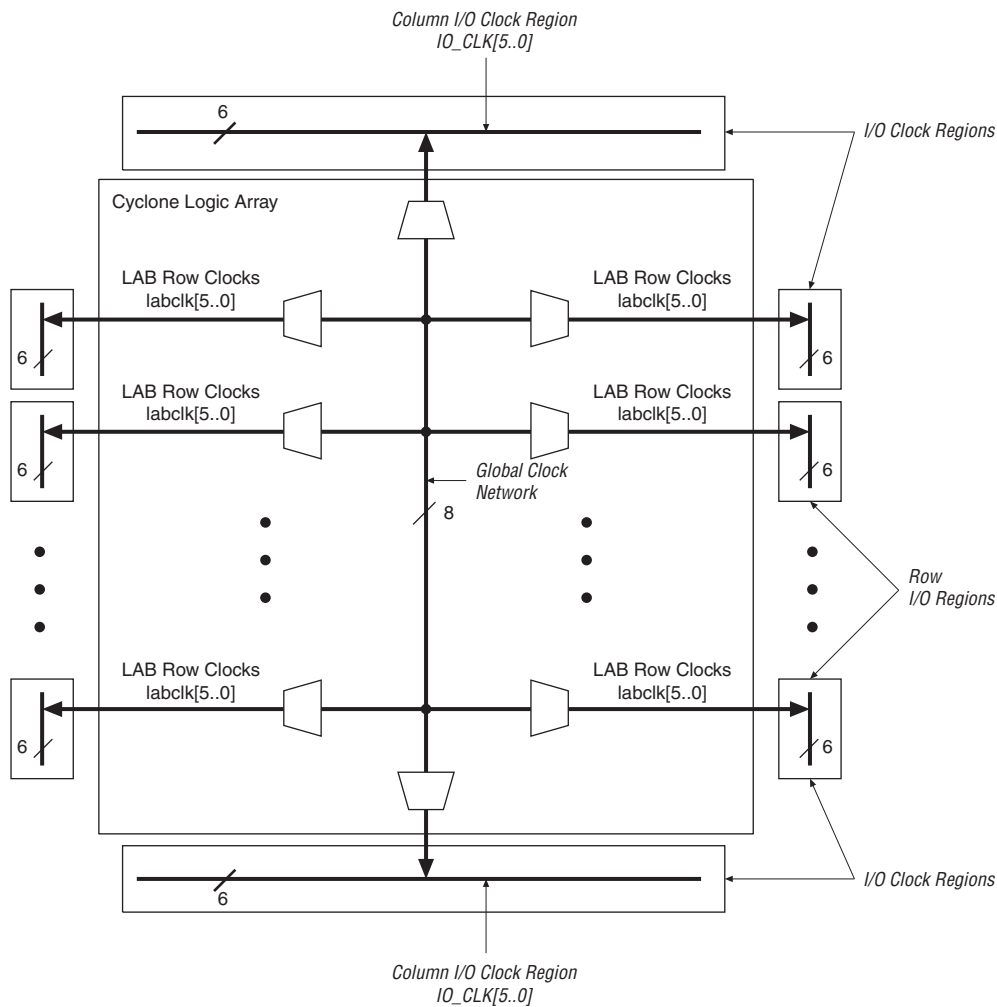 Column I/O Clock Region
IO_CLK[5..0]
6
I/O Clock Regions
Cyclone Logic Array
LAB Row Clocks
labclk[5..0]
LAB Row Clocks
labclk[5..0]
6
6
LAB Row Clocks
labclk[5..0]
LAB Row Clocks
labclk[5..0]
6
6
Global Clock
Network
8
Row
I/O Regions
LAB Row Clocks
labclk[5..0]
LAB Row Clocks
labclk[5..0]
6
6
6
I/O Clock Regions
Column I/O Clock Region
IO_CLK[5..0]